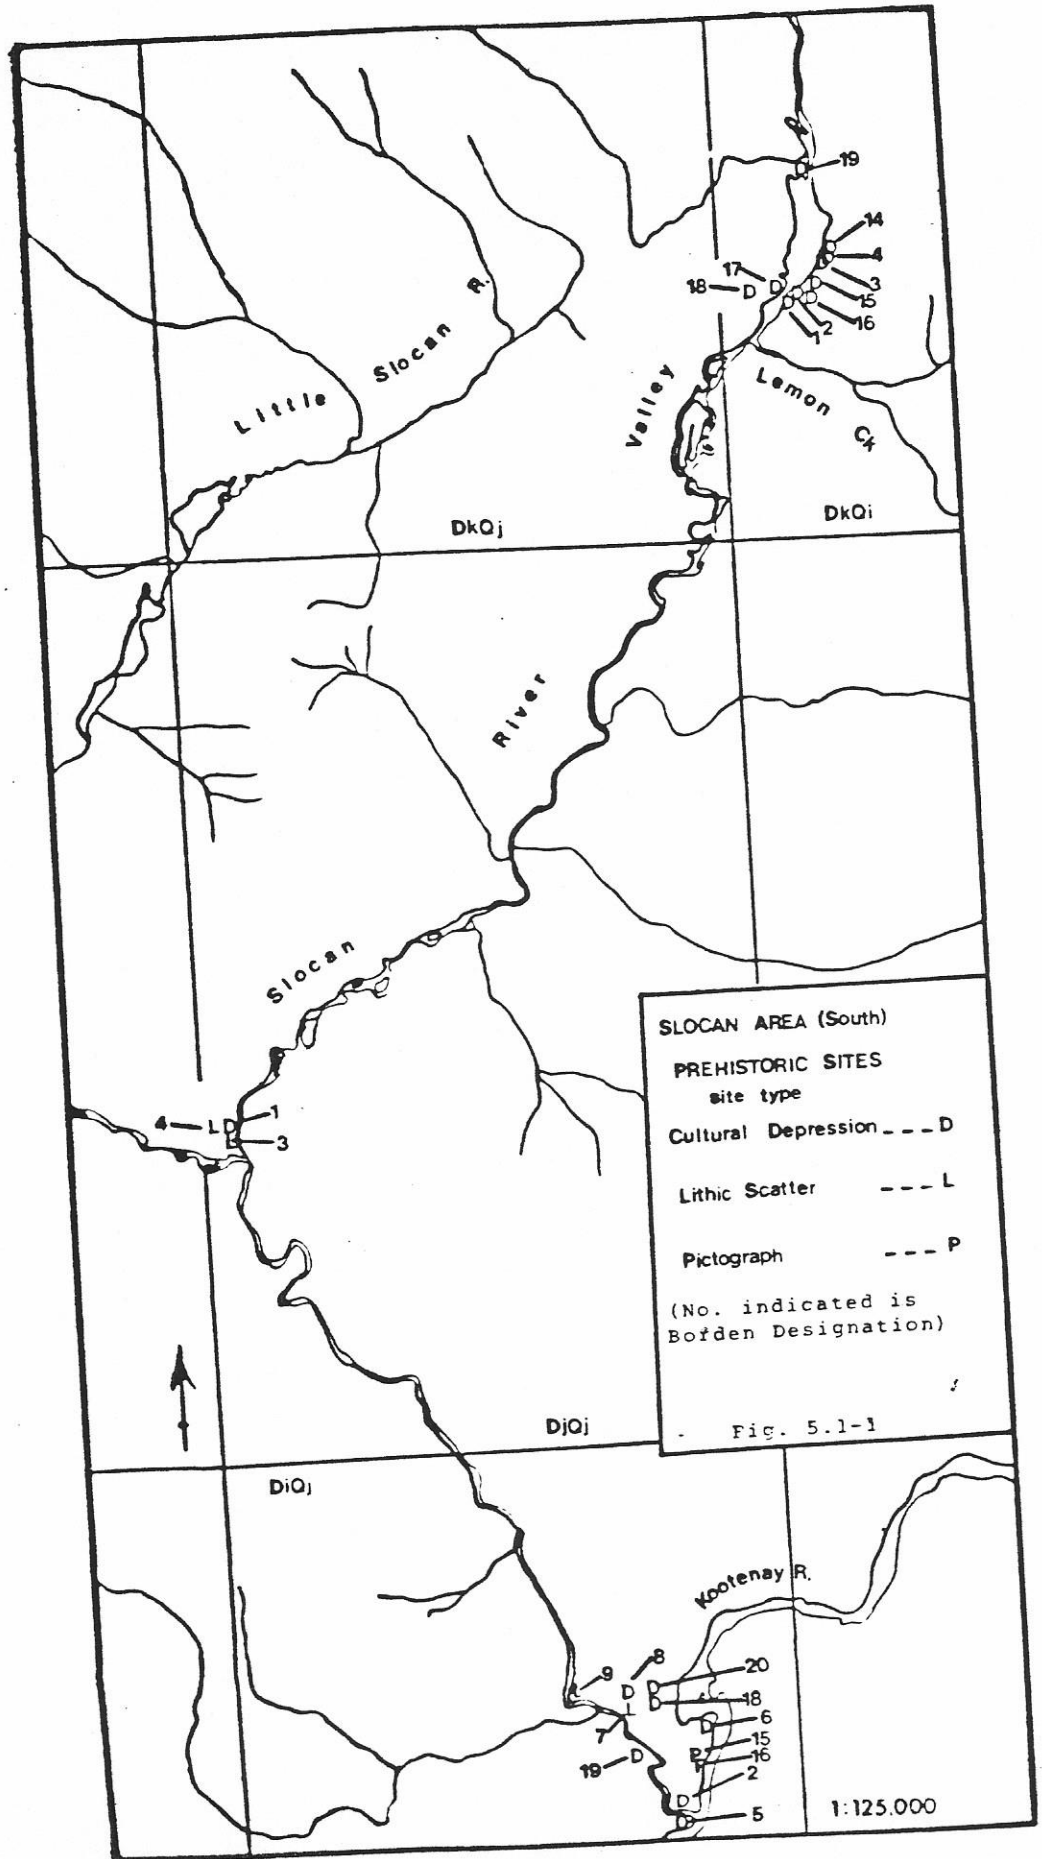 19
14
4
3
17
18 D D
15
2
16
1
Little Slocan R.
Valley
Lemon Ck
DkQj
DkQi
River
Slocan
4 L D 1
3
SLOCAN AREA (South)
PREHISTORIC SITES
site type
Cultural Depression --- D
Lithic Scatter --- L
Pictograph --- P
(No. indicated is
Borden Designation)
Fig. 5.1-1
DjQj
DiQj
Kootenay R.
8
9
D D 20
D 18
L
7
D 6
P 15
16
19 D
2
D
D 5
1:125.000